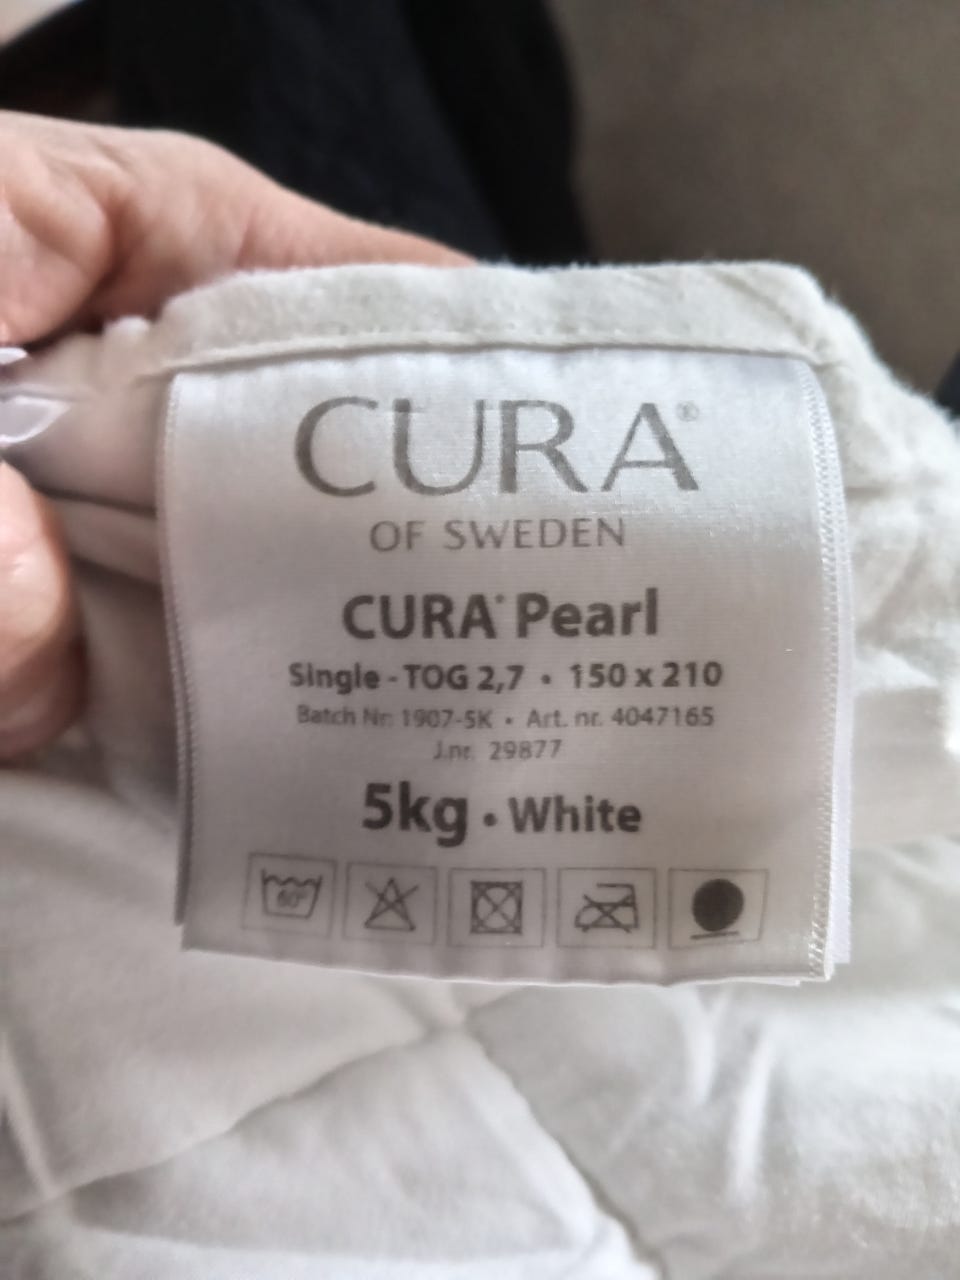 CURA®
OF SWEDEN
CURA® Pearl
Single - TOG 2,7 • 150 x 210
Batch Nr: 1907-5K • Art. nr. 4047165
J.nr. 29877
5kg • White
60°